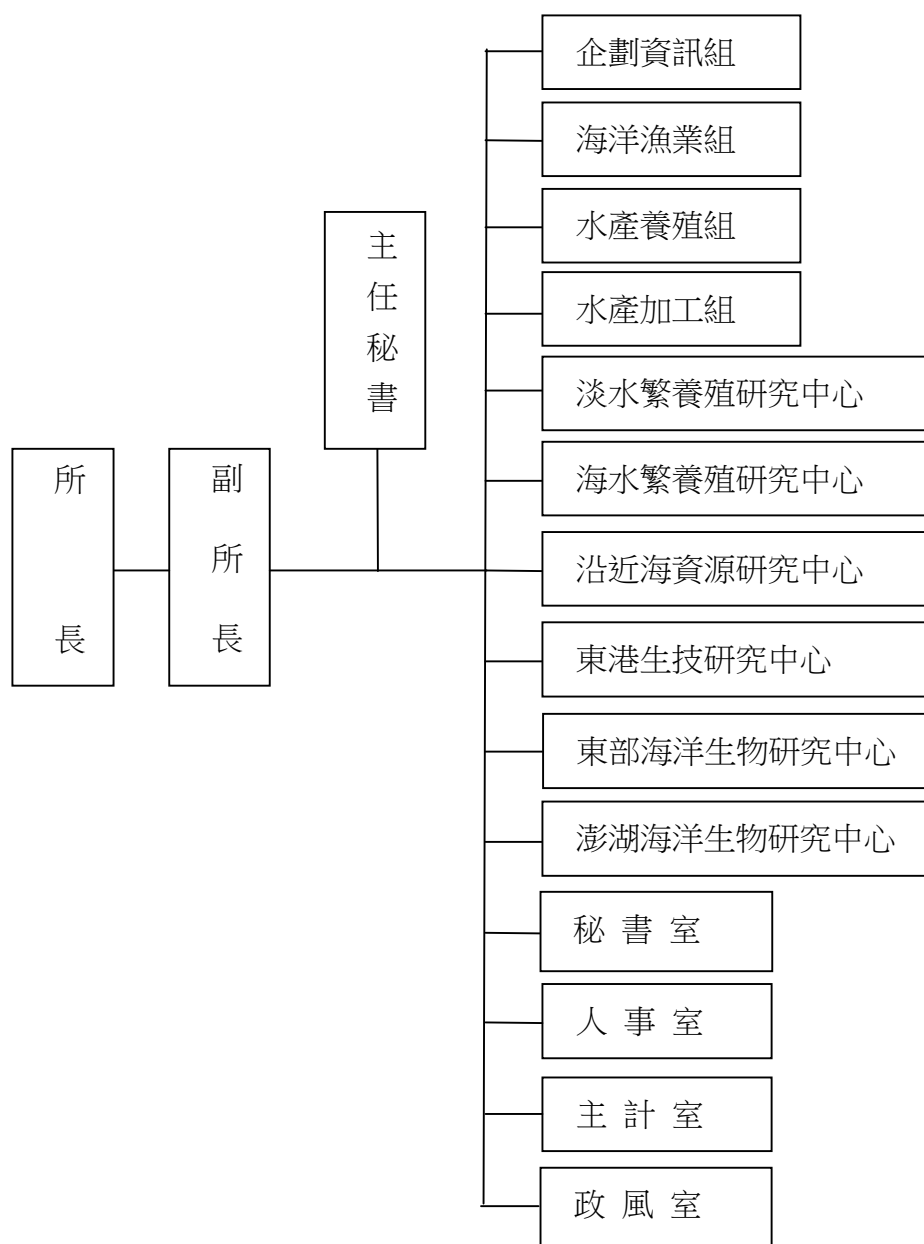 所長
副所長
主任秘書
企劃資訊組
海洋漁業組
水產養殖組
水產加工組
淡水繁養殖研究中心
海水繁養殖研究中心
沿近海資源研究中心
東港生技研究中心
東部海洋生物研究中心
澎湖海洋生物研究中心
秘 書 室
人 事 室
主 計 室
政 風 室